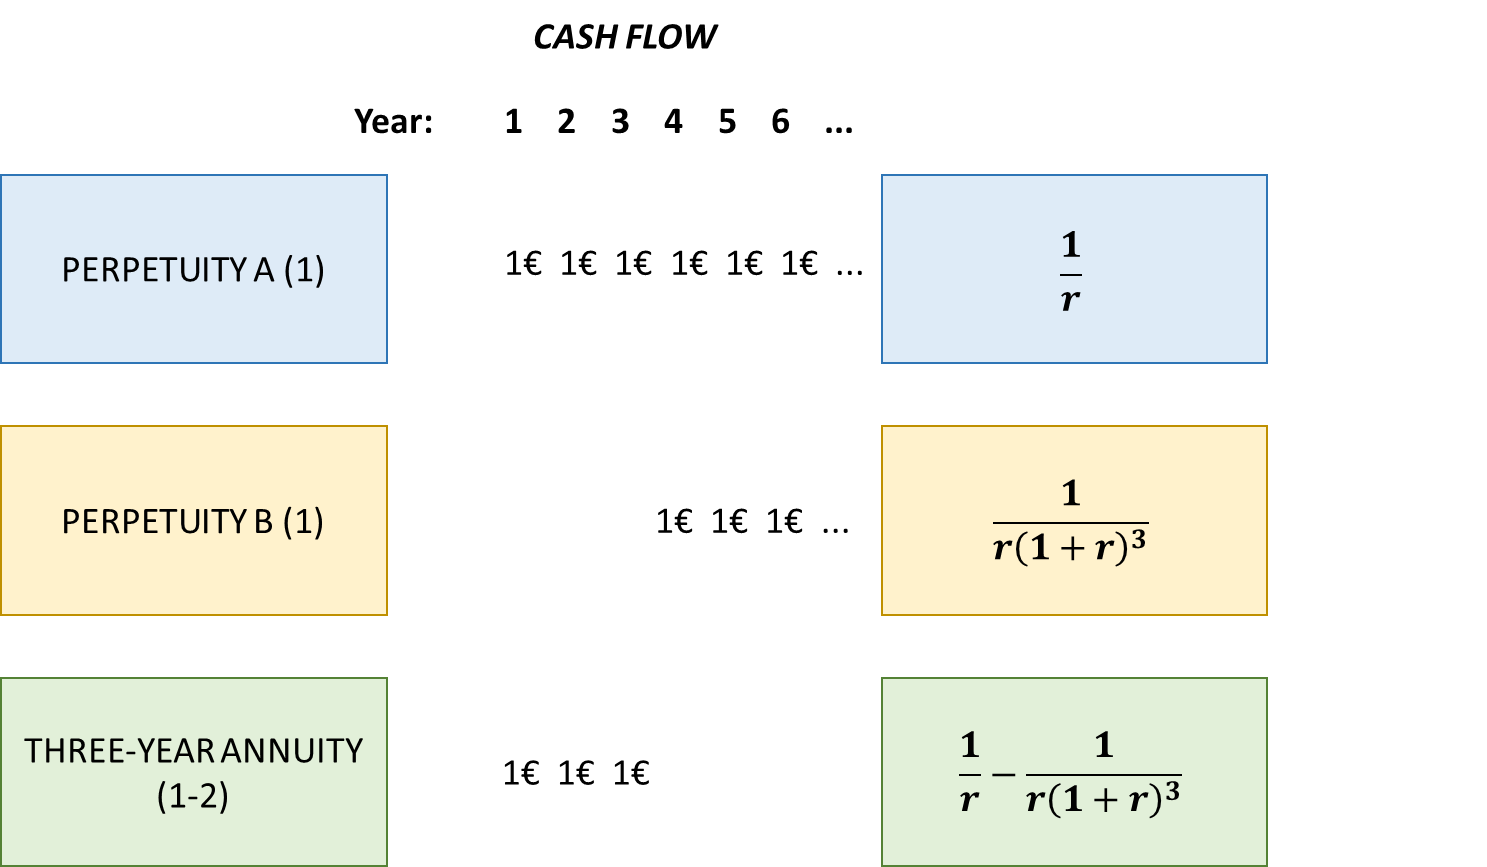 CASH FLOW
Year: 1 2 3 4 5 6 ...
PERPETUITY A (1) 1€ 1€ 1€ 1€ 1€ 1€ ... 1/r
PERPETUITY B (1) 1€ 1€ 1€ ... 1/r(1 + r)³
THREE-YEAR ANNUITY
(1-2)
1€ 1€ 1€
1/r − 1/r(1 + r)³